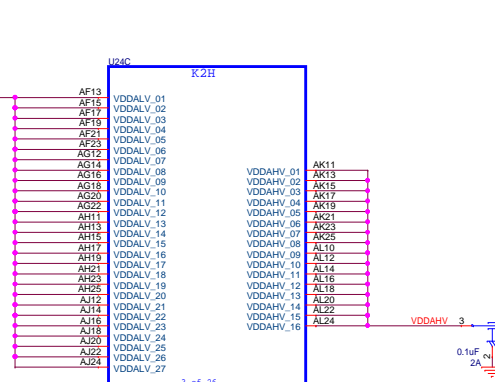 U24C
K2H
AF13 VDDALV_01
AF15 VDDALV_02
AF17 VDDALV_03
AF19 VDDALV_04
AF21 VDDALV_05
AF23 VDDALV_06
AG12 VDDALV_07
AG14 VDDALV_08 VDDAHV_01 AK11
AG16 VDDALV_09 VDDAHV_02 AK13
AG18 VDDALV_10 VDDAHV_03 AK15
AG20 VDDALV_11 VDDAHV_04 AK17
AG22 VDDALV_12 VDDAHV_05 AK19
AH11 VDDALV_13 VDDAHV_06 AK21
AH13 VDDALV_14 VDDAHV_07 AK23
AH15 VDDALV_15 VDDAHV_08 AK25
AH17 VDDALV_16 VDDAHV_09 AL10
AH19 VDDALV_17 VDDAHV_10 AL12
AH21 VDDALV_18 VDDAHV_11 AL14
AH23 VDDALV_19 VDDAHV_12 AL16
AH25 VDDALV_20 VDDAHV_13 AL18
AJ12 VDDALV_21 VDDAHV_14 AL20
AJ14 VDDALV_22 VDDAHV_15 AL22
AJ16 VDDALV_23 VDDAHV_16 AL24 VDDAHV 3
AJ18 VDDALV_24
AJ20 VDDALV_25
AJ22 VDDALV_26
AJ24 VDDALV_27
0.1uF
2A
2